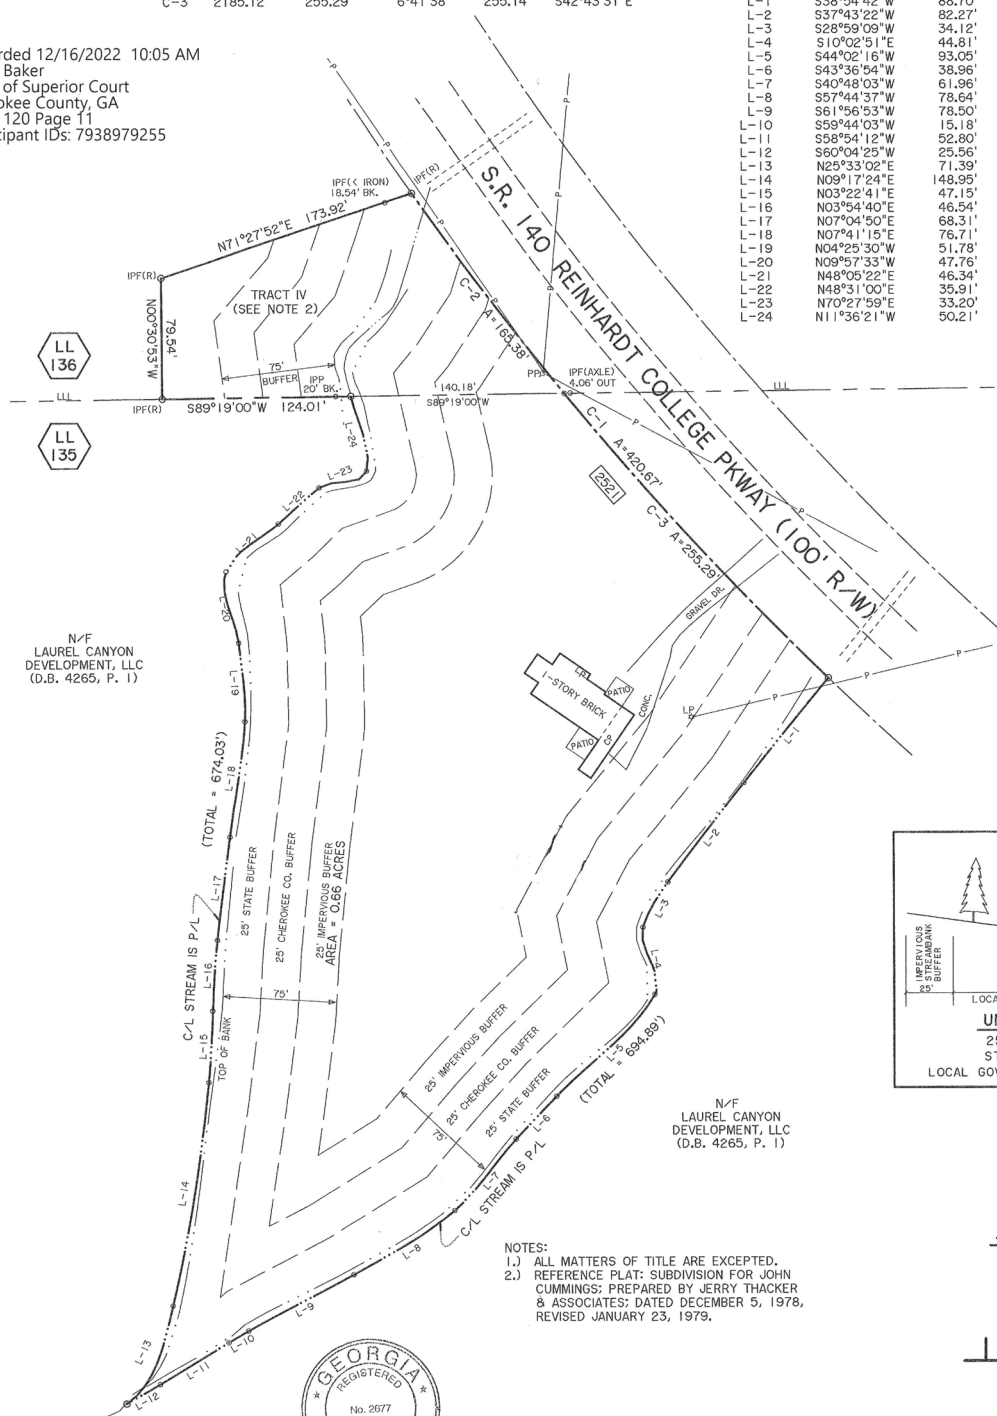 C-3 2185.12' 255.29' 6°41'38" 255.14' S42°43'31"E
L-1 S38°54'42"W 88.70'
L-2 S37°43'22"W 82.27'
L-3 S28°59'09"W 34.12'
L-4 S10°02'51"E 44.81'
L-5 S44°02'16"W 93.05'
L-6 S43°36'54"W 38.96'
L-7 S40°48'03"W 61.96'
L-8 S57°44'37"W 78.64'
L-9 S61°56'53"W 78.50'
L-10 S59°44'03"W 15.18'
L-11 S58°54'12"W 52.80'
L-12 S60°04'25"W 25.56'
L-13 N25°33'02"E 71.39'
L-14 N09°17'24"E 148.95'
L-15 N03°22'41"E 47.15'
L-16 N03°54'40"E 46.54'
L-17 N07°04'50"E 68.31'
L-18 N07°41'15"E 76.71'
L-19 N04°25'30"W 51.78'
L-20 N09°57'33"W 47.76'
L-21 N48°05'22"E 46.34'
L-22 N48°31'00"E 35.91'
L-23 N70°27'59"E 33.20'
L-24 N11°36'21"W 50.21'
rded 12/16/2022 10:05 AM
Baker
of Superior Court
okee County, GA
120 Page 11
cipant IDs: 7938979255
P
P
P
P
IPF(R)
IPF(< IRON)
18.54' BK.
N71°27'52"E 173.92'
S.R. 140 REINHARDT COLLEGE PKWAY (100' R-W)
IPF(R)
TRACT IV
(SEE NOTE 2)
N00°30'53"W
79.54'
C-2
A=165.38'
P
P
LL
136
75'
BUFFER
IPP
20' BK.
PP
IPF(AXLE)
4.06' OUT
140.18'
S89°19'00"W
LLL
LLL
IPF(R)
S89°19'00"W 124.01'
LL
135
L-24
C-1
A=420.67'
L-23
2521
L-22
C-3
A=255.29'
P
L-21
L-20
GRAVEL DR.
N/F
LAUREL CANYON
DEVELOPMENT, LLC
(D.B. 4265, P. 1)
P
P
P
LP
1-STORY BRICK
PATIO
CONC.
LP
PATIO
CP
L-19
L-1
(TOTAL = 674.03')
L-18
L-2
L-17
25' STATE BUFFER
25' CHEROKEE CO. BUFFER
25' IMPERVIOUS BUFFER
AREA = 0.66 ACRES
L-3
C/L STREAM IS P/L
L-4
L-16
75'
IMPERVIOUS
STREAMBANK
BUFFER
25'
LOCA
TOP OF BANK
L-15
25' IMPERVIOUS BUFFER
25' CHEROKEE CO. BUFFER
25' STATE BUFFER
L-5
(TOTAL = 694.89')
UN
25
ST
LOCAL GOV
75'
L-6
N/F
LAUREL CANYON
DEVELOPMENT, LLC
(D.B. 4265, P. 1)
L-7
C/L STREAM IS P/L
L-14
L-8
NOTES:
1.) ALL MATTERS OF TITLE ARE EXCEPTED.
2.) REFERENCE PLAT: SUBDIVISION FOR JOHN
CUMMINGS; PREPARED BY JERRY THACKER
& ASSOCIATES; DATED DECEMBER 5, 1978,
REVISED JANUARY 23, 1979.
L-9
L-10
L-13
L-11
L-12
* GEORGIA *
REGISTERED
No. 2677